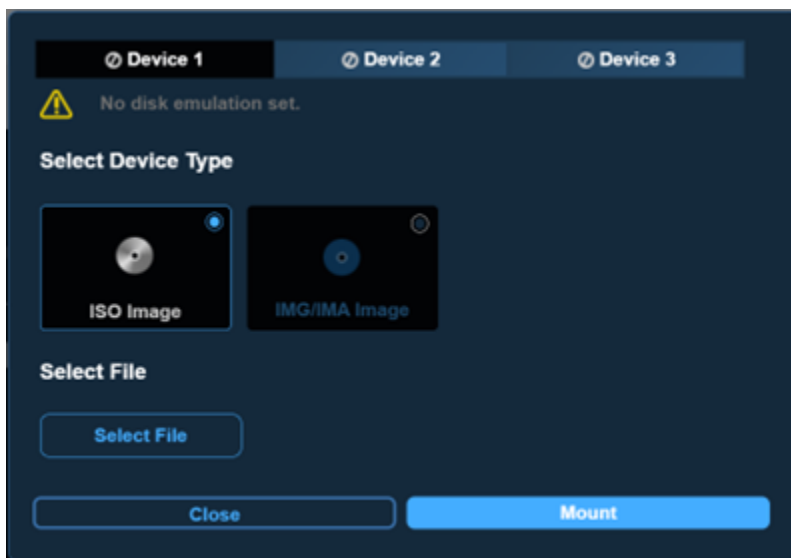 Device 1 Device 2 Device 3
No disk emulation set.
Select Device Type
ISO Image IMG/IMA Image
Select File
Select File
Close Mount